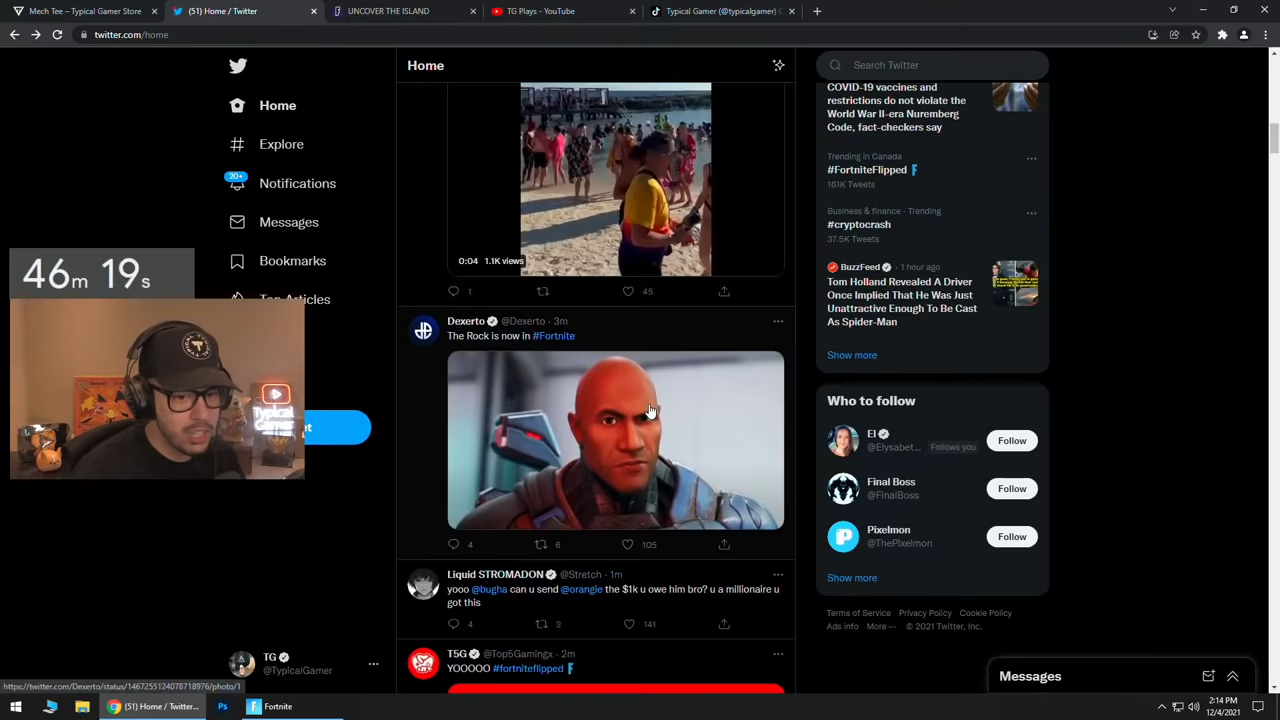 Mech Tee – Typical Gamer Store
(51) Home / Twitter
UNCOVER THE ISLAND
TG Plays - YouTube
Typical Gamer (@typicalgamer)
twitter.com/home
Home
Search Twitter
Home
Explore
20+
Notifications
Messages
Bookmarks
Top Articles
46m 19s
Typical
Gamer
TG
@TypicalGamer
0:04 1.1K views
1
45
Dexerto @Dexerto · 3m
The Rock is now in #Fortnite
4
6
105
Liquid STROMADON @Stretch · 1m
yooo @bugha can u send @orangie the $1k u owe him bro? u a millionaire u
got this
4
3
141
T5G @Top5Gamingx · 2m
YOOOOO #fortniteflipped
COVID-19 vaccines and
restrictions do not violate the
World War II-era Nuremberg
Code, fact-checkers say
Trending in Canada
#FortniteFlipped
161K Tweets
Business & finance · Trending
#cryptocrash
37.5K Tweets
BuzzFeed · 1 hour ago
Tom Holland Revealed A Driver
Once Implied That He Was Just
Unattractive Enough To Be Cast
As Spider-Man
Show more
Who to follow
El
@Elysabet... Follows you
Follow
Final Boss
@FinalBoss
Follow
Pixelmon
@ThePixelmon
Follow
Show more
Terms of Service Privacy Policy Cookie Policy
Ads info More ··· © 2021 Twitter, Inc.
Messages
https://twitter.com/Dexerto/status/1467255124078718976/photo/1
(51) Home / Twitter...
Ps
Fortnite
2:14 PM
12/4/2021